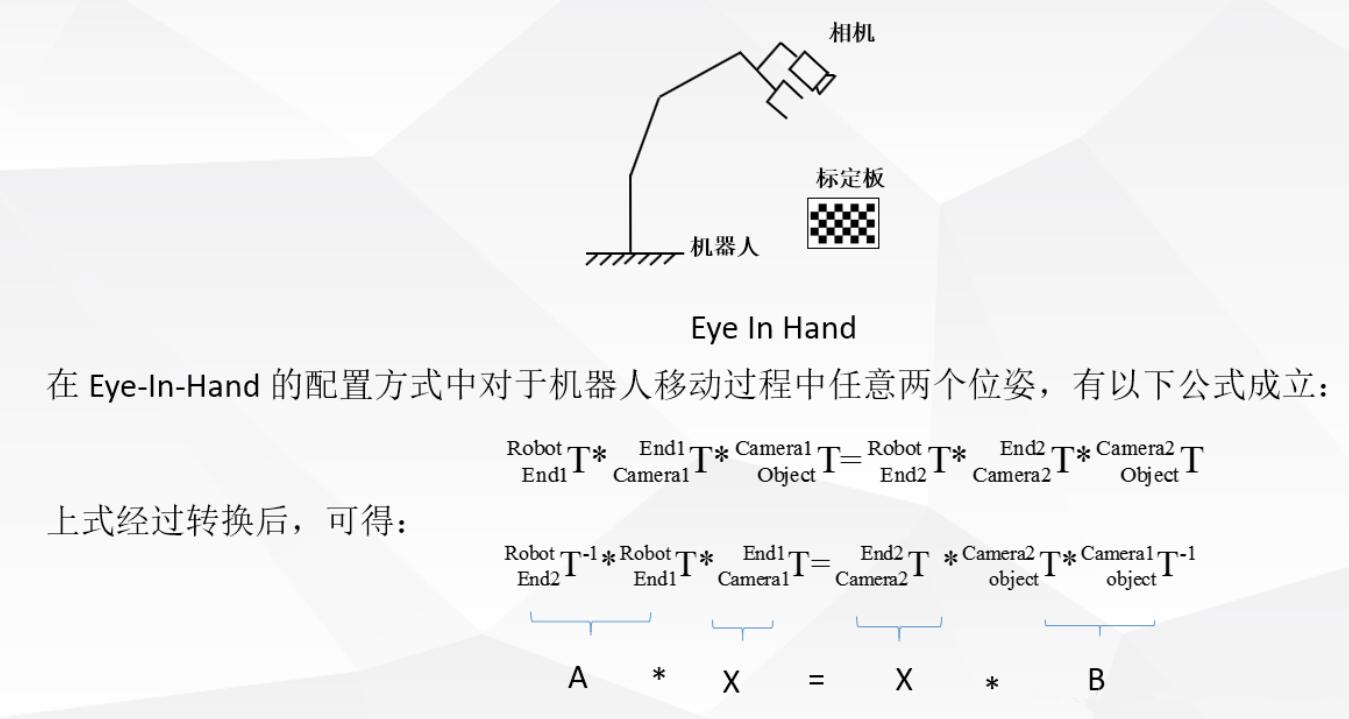 相机
标定板
机器人
Eye In Hand
在 Eye-In-Hand 的配置方式中对于机器人移动过程中任意两个位姿，有以下公式成立：
Robot End1 T* End1 Camera1 T* Camera1 Object T= Robot End2 T* End2 Camera2 T* Camera2 Object T
上式经过转换后，可得：
Robot End2 T-1 * Robot End1 T* End1 Camera1 T= End2 Camera2 T * Camera2 object T* Camera1 object T-1
A * X = X * B